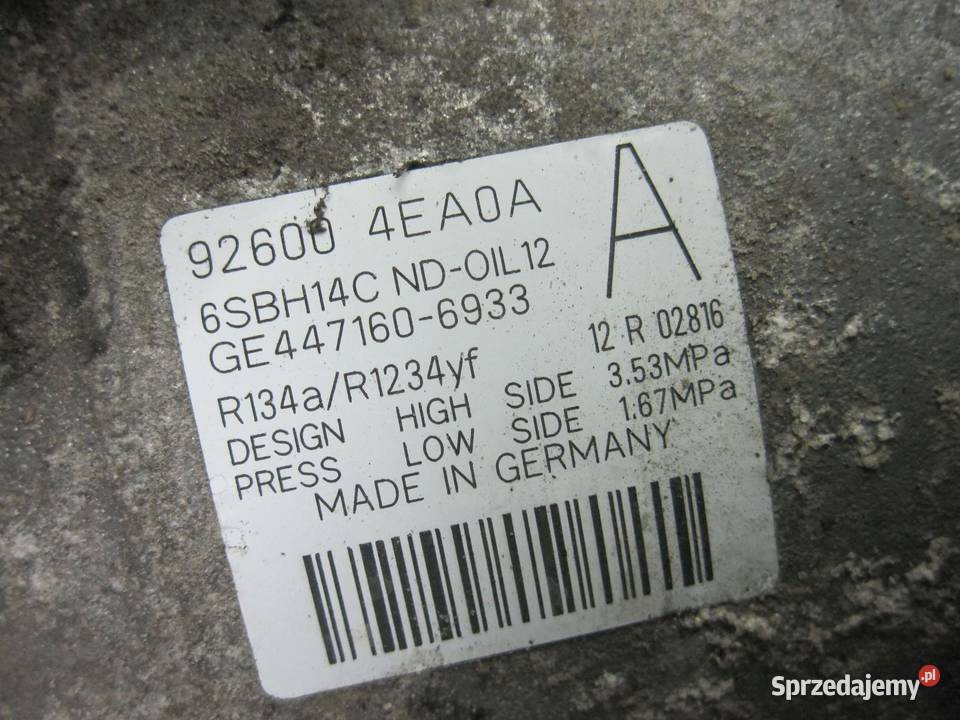 92600 4EA0A
A
6SBH14C ND-OIL12
GE447160-6933
12 R 02816
R134a/R1234yf
DESIGN HIGH SIDE 3.53MPa
PRESS LOW SIDE 1.67MPa
MADE IN GERMANY
Sprzedajemy.pl